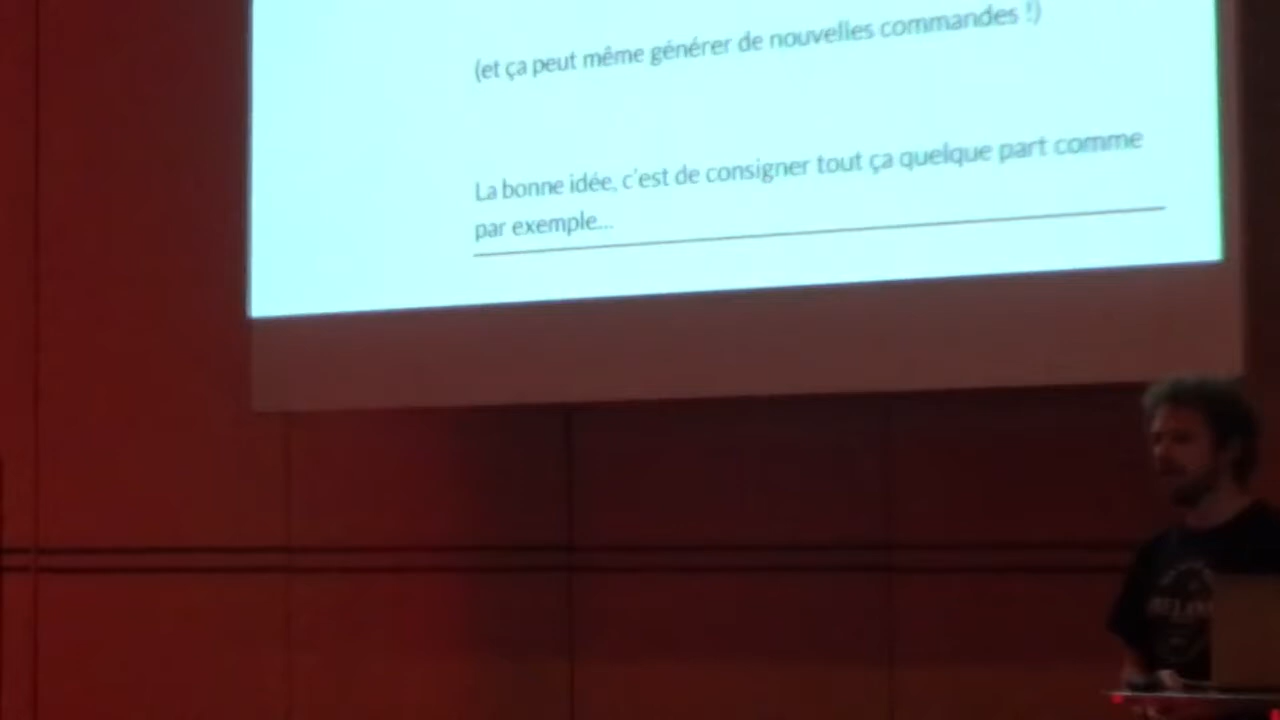 (et ça peut même générer de nouvelles commandes !)
La bonne idée, c'est de consigner tout ça quelque part comme
par exemple...